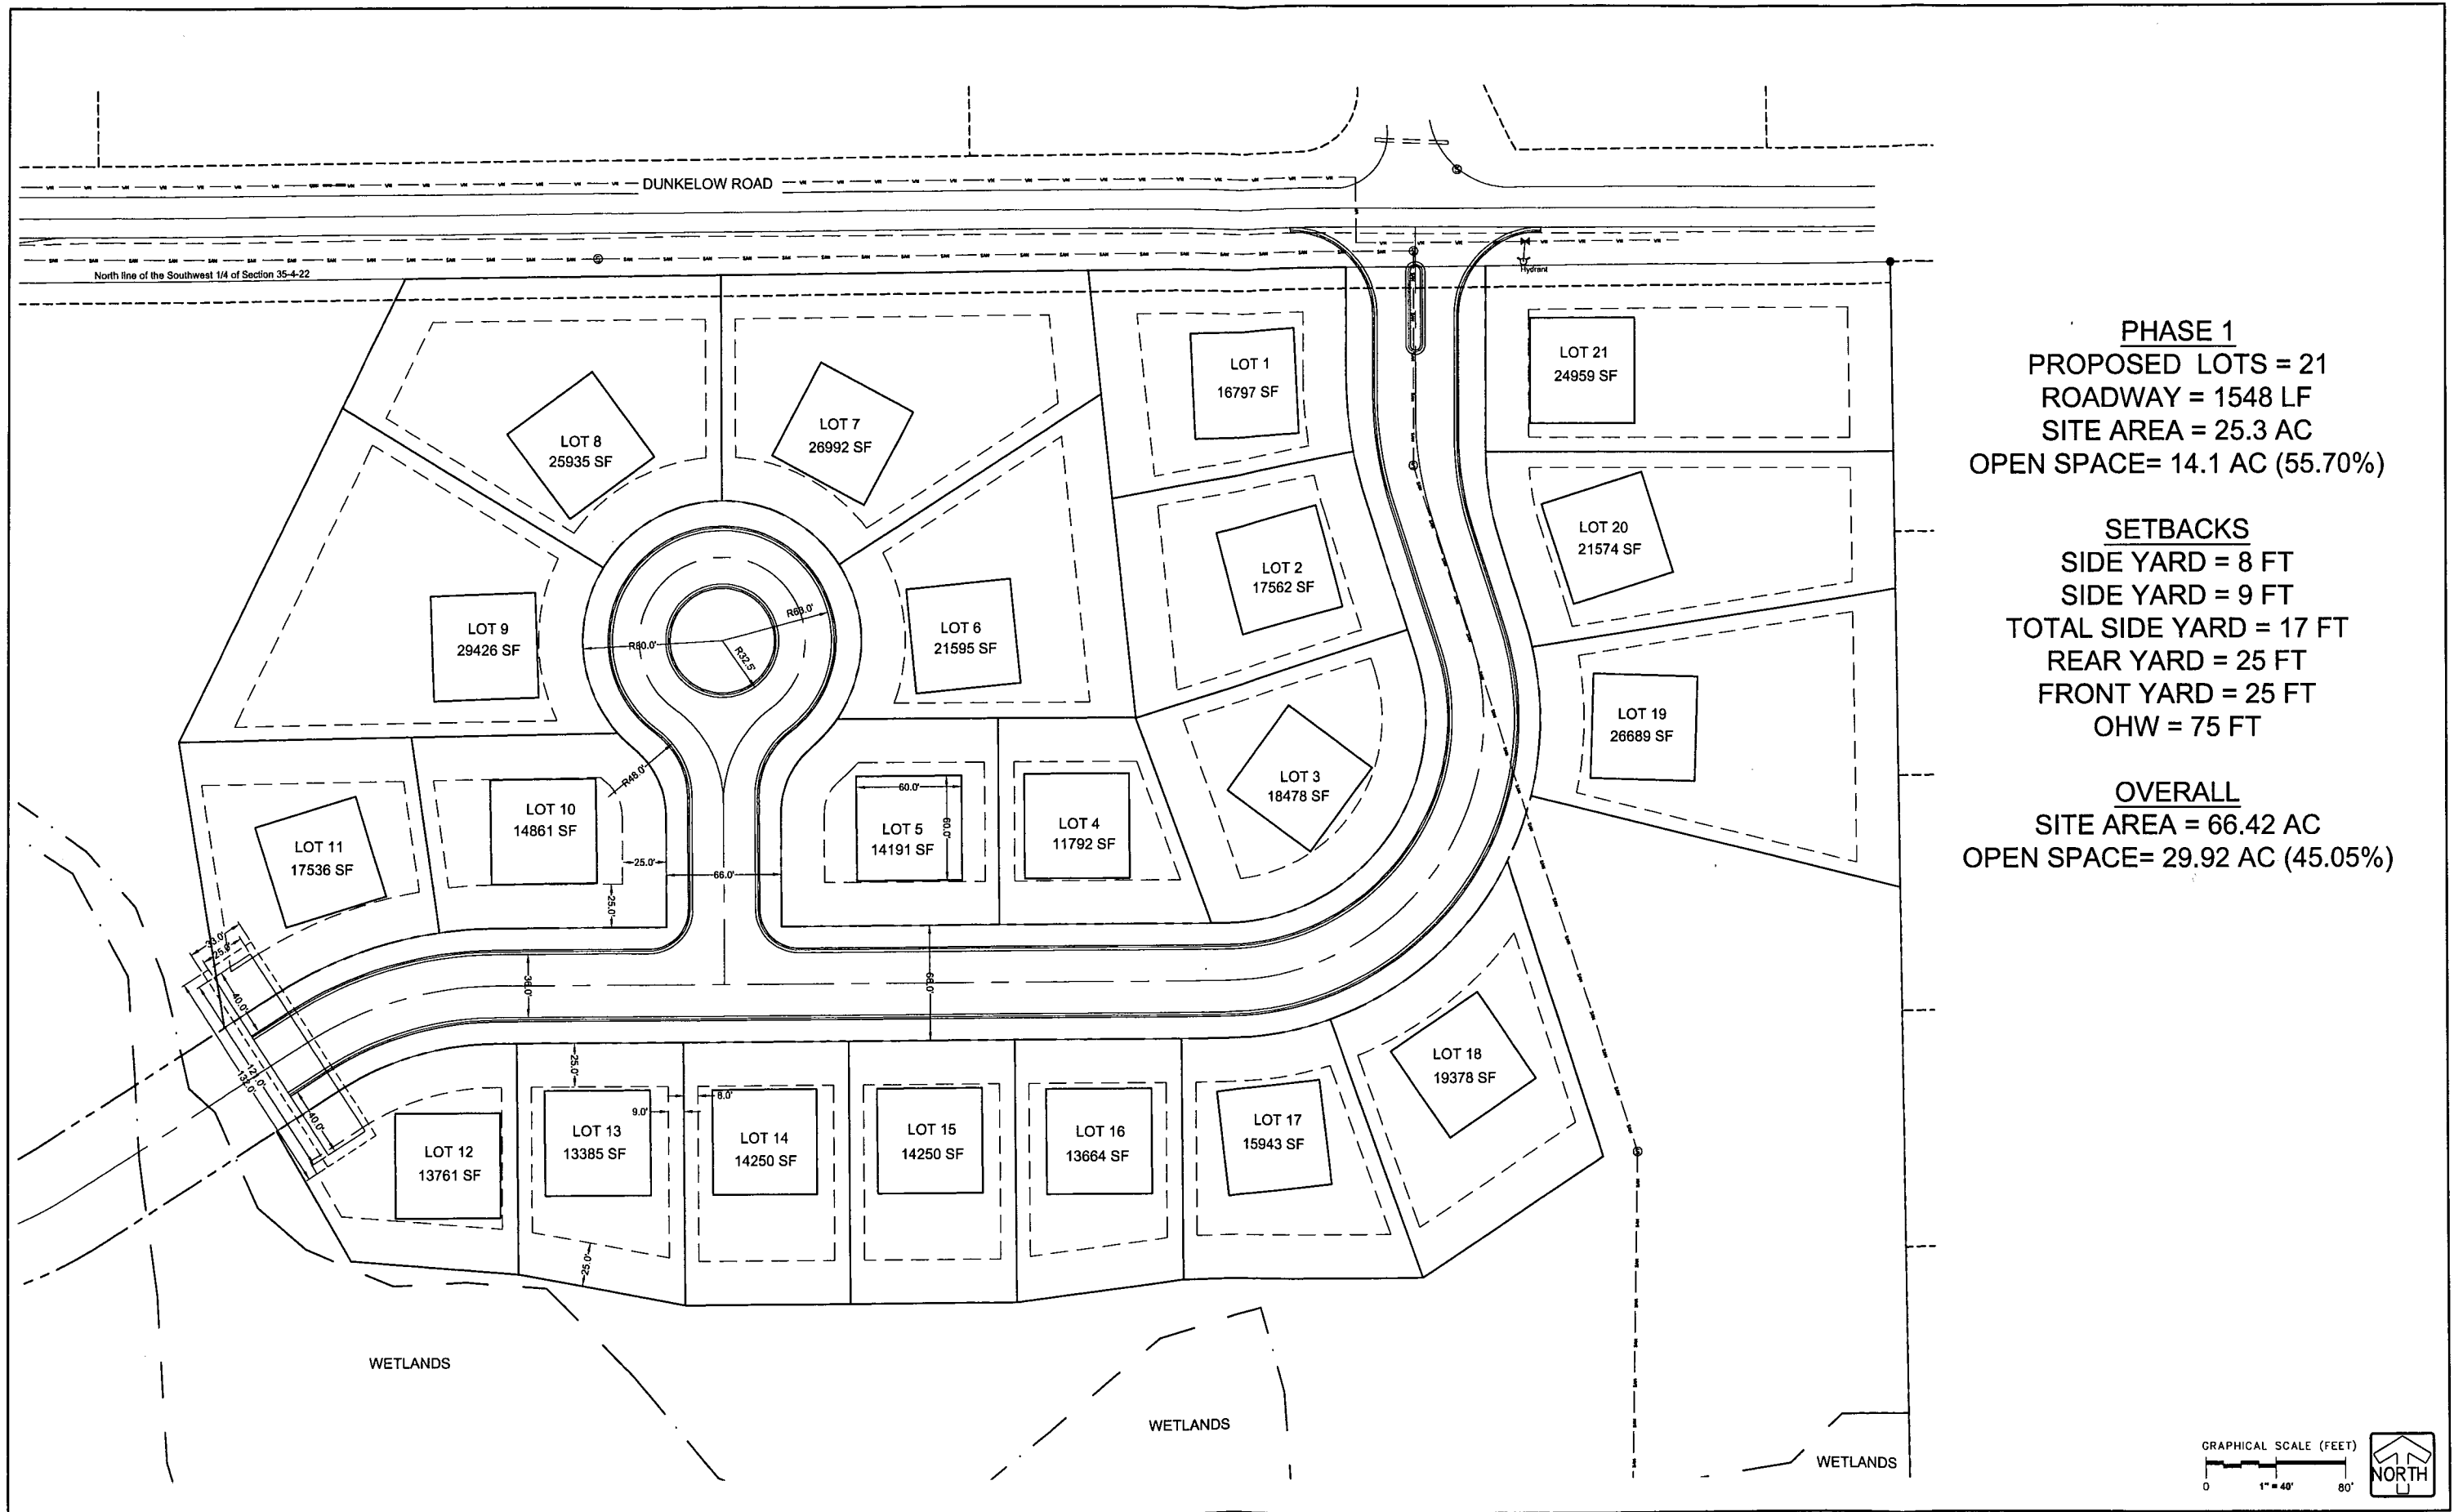 DUNKELOW ROAD
North line of the Southwest 1/4 of Section 35-4-22
Hydrant
LOT 1
16797 SF
LOT 21
24959 SF
LOT 8
25935 SF
LOT 7
26992 SF
LOT 2
17562 SF
LOT 20
21574 SF
LOT 9
29426 SF
LOT 6
21595 SF
R80.0'
R63.0'
R32.5'
LOT 19
26689 SF
LOT 3
18478 SF
R48.0'
LOT 11
17536 SF
LOT 10
14861 SF
LOT 5
14191 SF
60.0'
60.0'
LOT 4
11792 SF
25.0'
66.0'
25.0'
33.0'
25.0'
40.0'
36.0'
66.0'
132.0'
40.0'
LOT 12
13761 SF
25.0'
LOT 13
13385 SF
9.0'
8.0'
25.0'
LOT 14
14250 SF
LOT 15
14250 SF
LOT 16
13664 SF
LOT 17
15943 SF
LOT 18
19378 SF
WETLANDS
WETLANDS
WETLANDS
PHASE 1
PROPOSED LOTS = 21
ROADWAY = 1548 LF
SITE AREA = 25.3 AC
OPEN SPACE= 14.1 AC (55.70%)
SETBACKS
SIDE YARD = 8 FT
SIDE YARD = 9 FT
TOTAL SIDE YARD = 17 FT
REAR YARD = 25 FT
FRONT YARD = 25 FT
OHW = 75 FT
OVERALL
SITE AREA = 66.42 AC
OPEN SPACE= 29.92 AC (45.05%)
GRAPHICAL SCALE (FEET)
0 1" = 40' 80'
NORTH